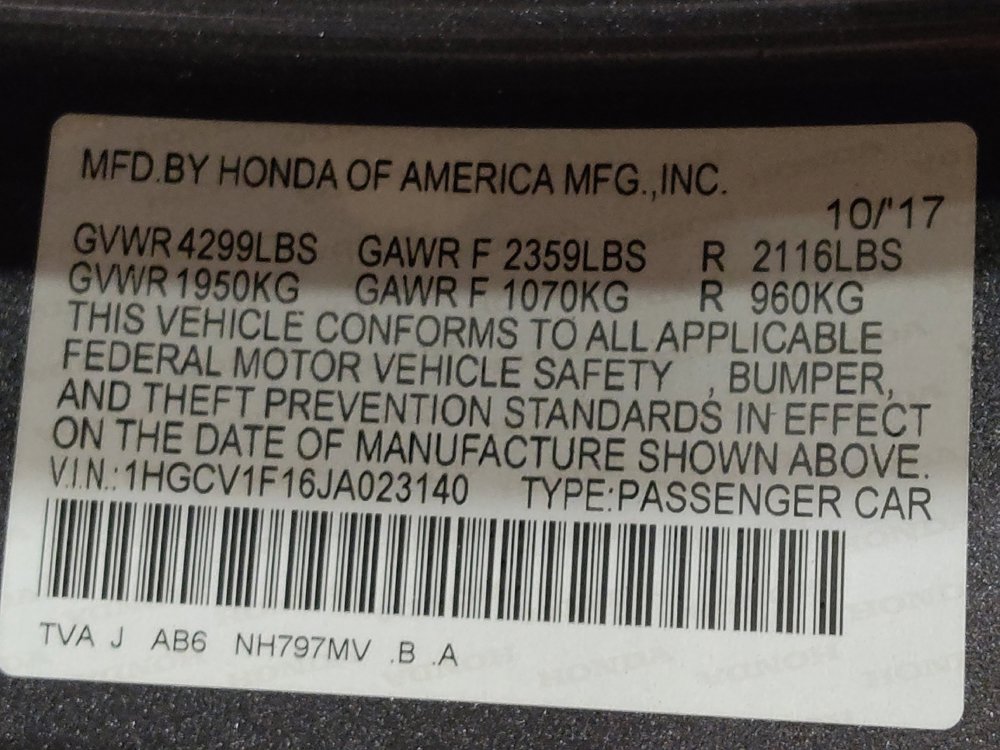 MFD.BY HONDA OF AMERICA MFG.,INC.
10/'17
GVWR 4299LBS GAWR F 2359LBS R 2116LBS
GVWR 1950KG GAWR F 1070KG R 960KG
THIS VEHICLE CONFORMS TO ALL APPLICABLE
FEDERAL MOTOR VEHICLE SAFETY , BUMPER,
AND THEFT PREVENTION STANDARDS IN EFFECT
ON THE DATE OF MANUFACTURE SHOWN ABOVE.
V.I.N.: 1HGCV1F16JA023140 TYPE:PASSENGER CAR
TVA J AB6 NH797MV .B .A